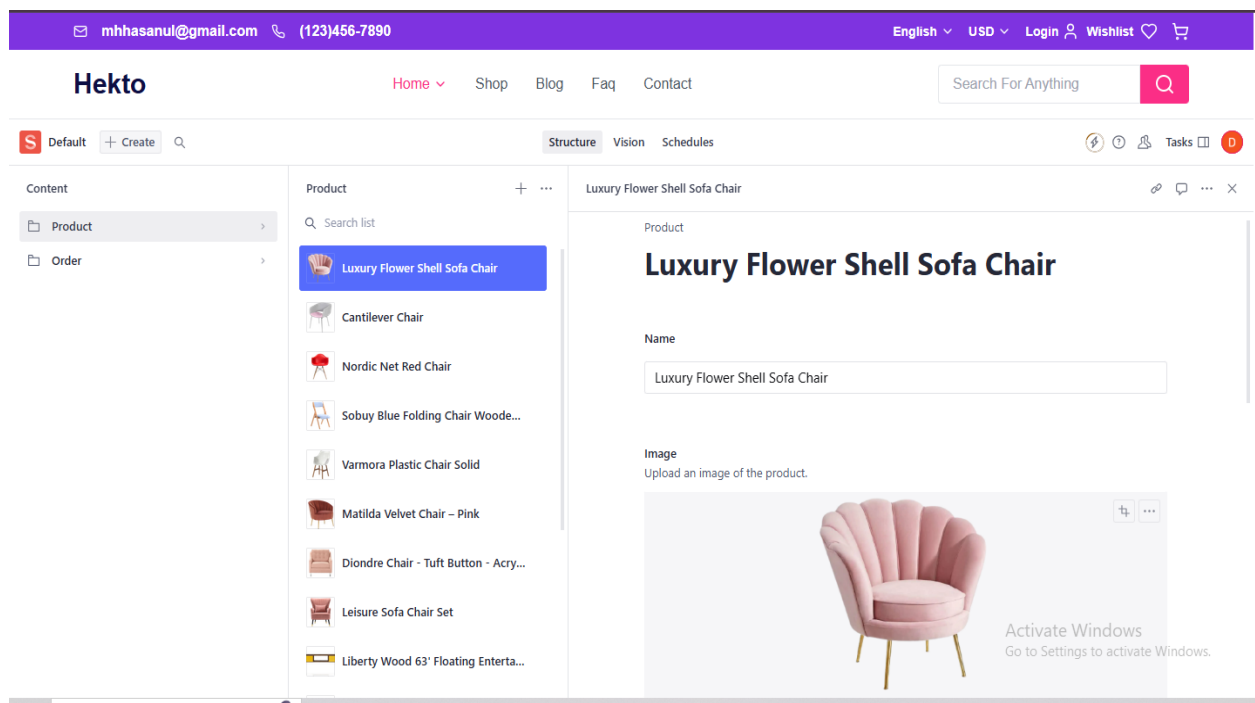 mhhasanul@gmail.com (123)456-7890 English USD Login Wishlist
Hekto Home Shop Blog Faq Contact Search For Anything
S Default + Create Structure Vision Schedules Tasks D
Content
Product
Order
Product
Search list
Luxury Flower Shell Sofa Chair
Cantilever Chair
Nordic Net Red Chair
Sobuy Blue Folding Chair Woode...
Varmora Plastic Chair Solid
Matilda Velvet Chair – Pink
Diondre Chair - Tuft Button - Acry...
Leisure Sofa Chair Set
Liberty Wood 63' Floating Enterta...
Luxury Flower Shell Sofa Chair
Product
Luxury Flower Shell Sofa Chair
Name
Luxury Flower Shell Sofa Chair
Image
Upload an image of the product.
Activate Windows
Go to Settings to activate Windows.